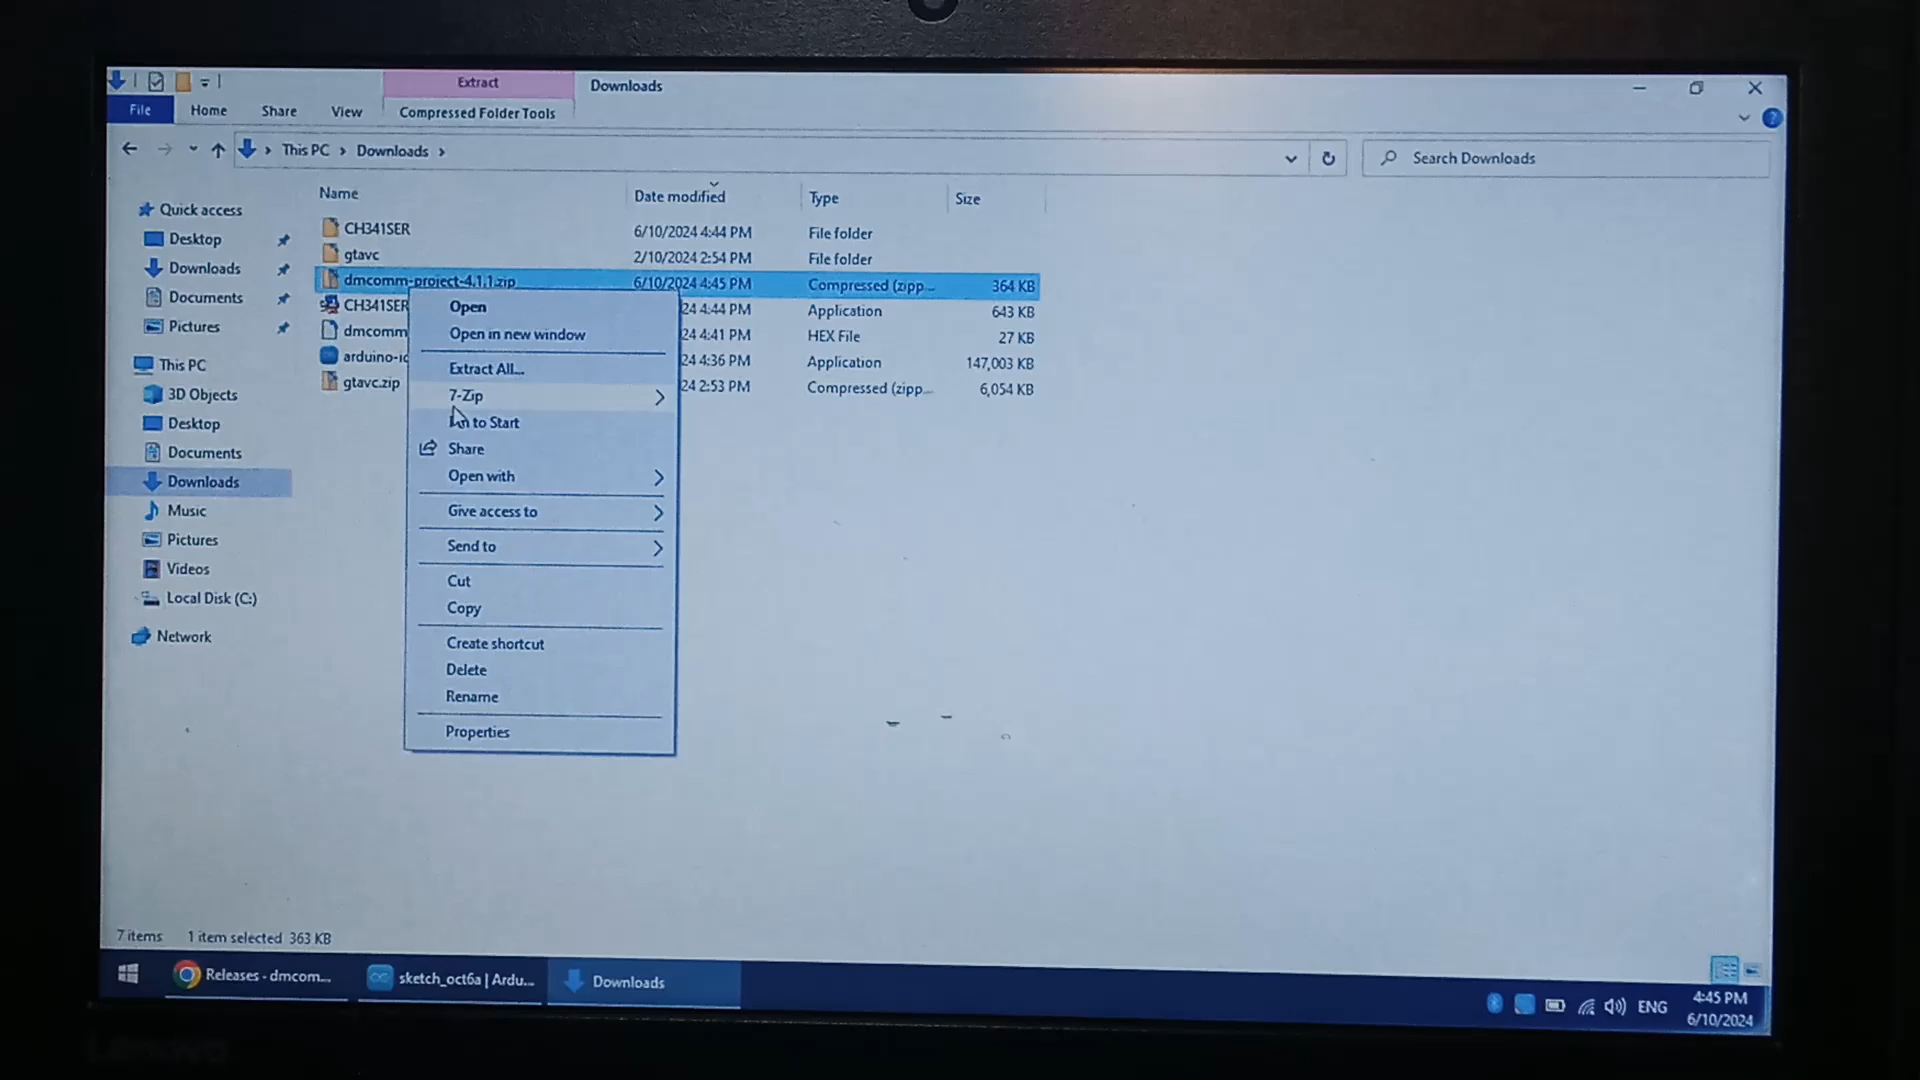 Extract
Downloads
File
Home
Share
View
Compressed Folder Tools
This PC
Downloads
Search Downloads
Name
Date modified
Type
Size
Quick access
Desktop
Downloads
Documents
Pictures
This PC
3D Objects
Desktop
Documents
Downloads
Music
Pictures
Videos
Local Disk (C:)
Network
CH341SER 6/10/2024 4:44 PM File folder
gtavc 2/10/2024 2:54 PM File folder
dmcomm-project-4.1.1.zip 6/10/2024 4:45 PM Compressed (zipp... 364 KB
CH341SER 24 4:44 PM Application 643 KB
dmcomm 24 4:41 PM HEX File 27 KB
arduino-ic 24 4:36 PM Application 147,003 KB
gtavc.zip 24 2:53 PM Compressed (zipp... 6,054 KB
Open
Open in new window
Extract All...
7-Zip
to Start
Share
Open with
Give access to
Send to
Cut
Copy
Create shortcut
Delete
Rename
Properties
7 items 1 item selected 363 KB
Releases - dmcom...
sketch_oct6a | Ardu...
Downloads
ENG
4:45 PM
6/10/2024